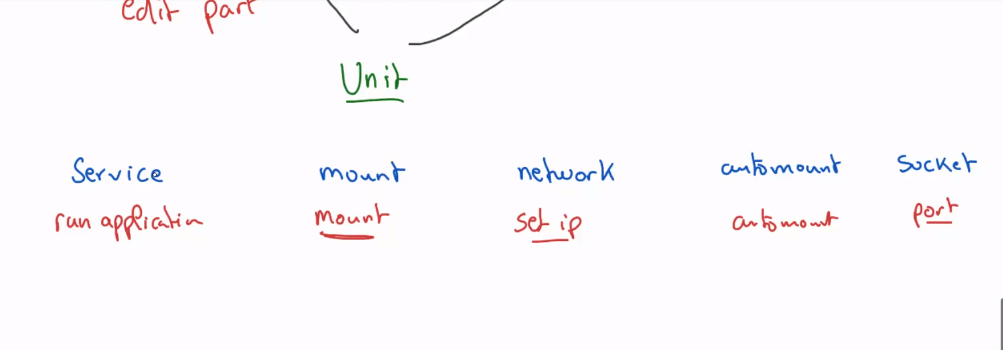 edit part
Unit
Service mount network automount socket
run application mount set ip automount port